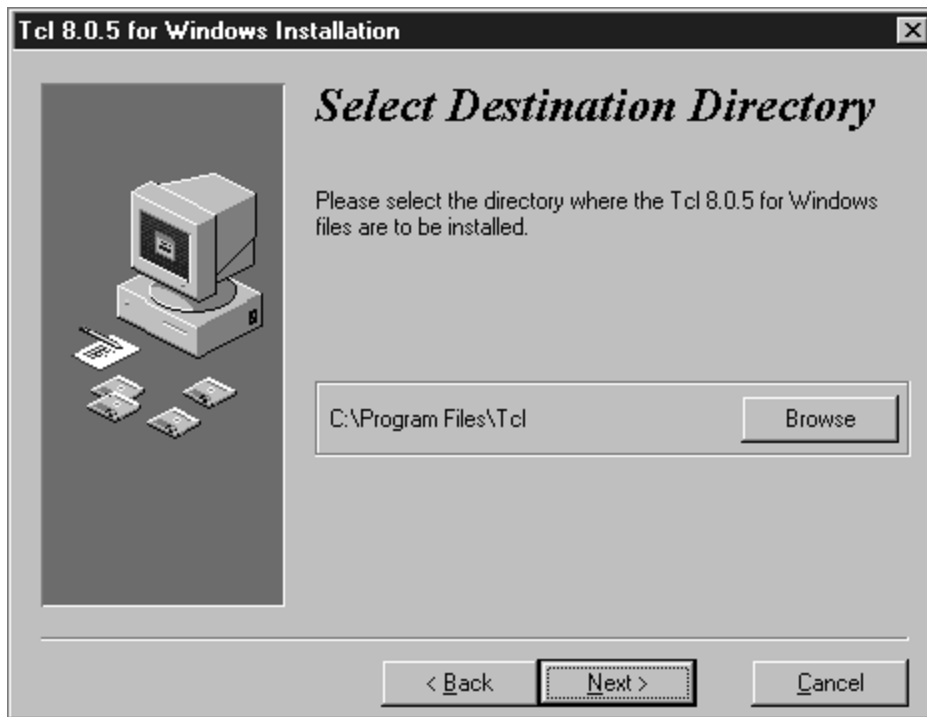 Tcl 8.0.5 for Windows Installation
Select Destination Directory
Please select the directory where the Tcl 8.0.5 for Windows
files are to be installed.
C:\Program Files\Tcl
Browse
< Back
Next >
Cancel